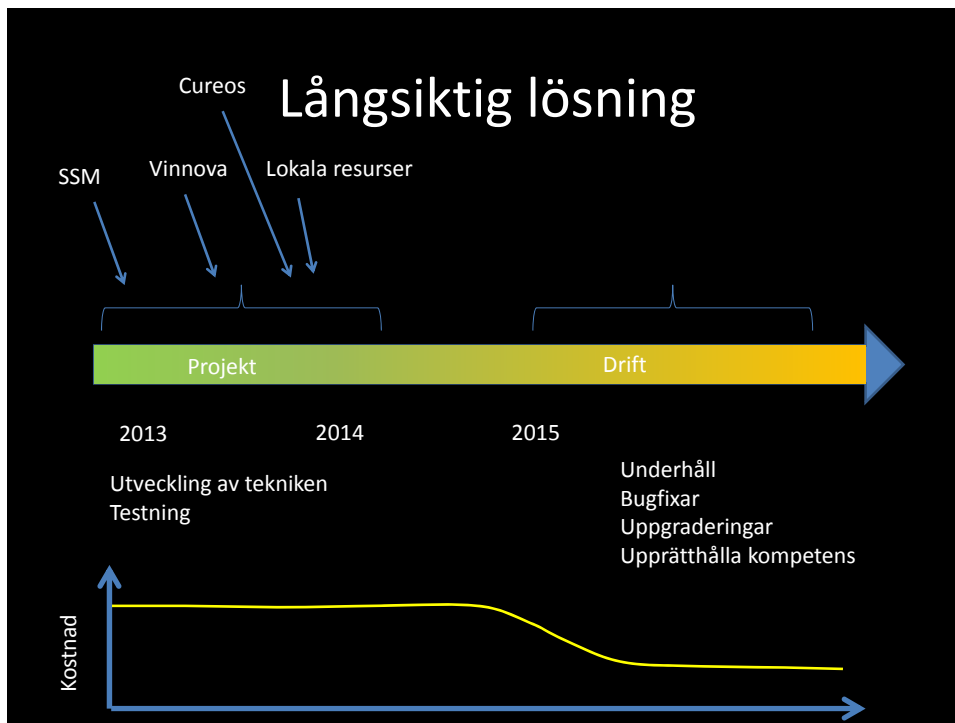 Långsiktig lösning
Cureos
SSM
Vinnova
Lokala resurser
Projekt
Drift
2013
2014
2015
Utveckling av tekniken
Testning
Underhåll
Bugfixar
Uppgraderingar
Upprätthålla kompetens
Kostnad